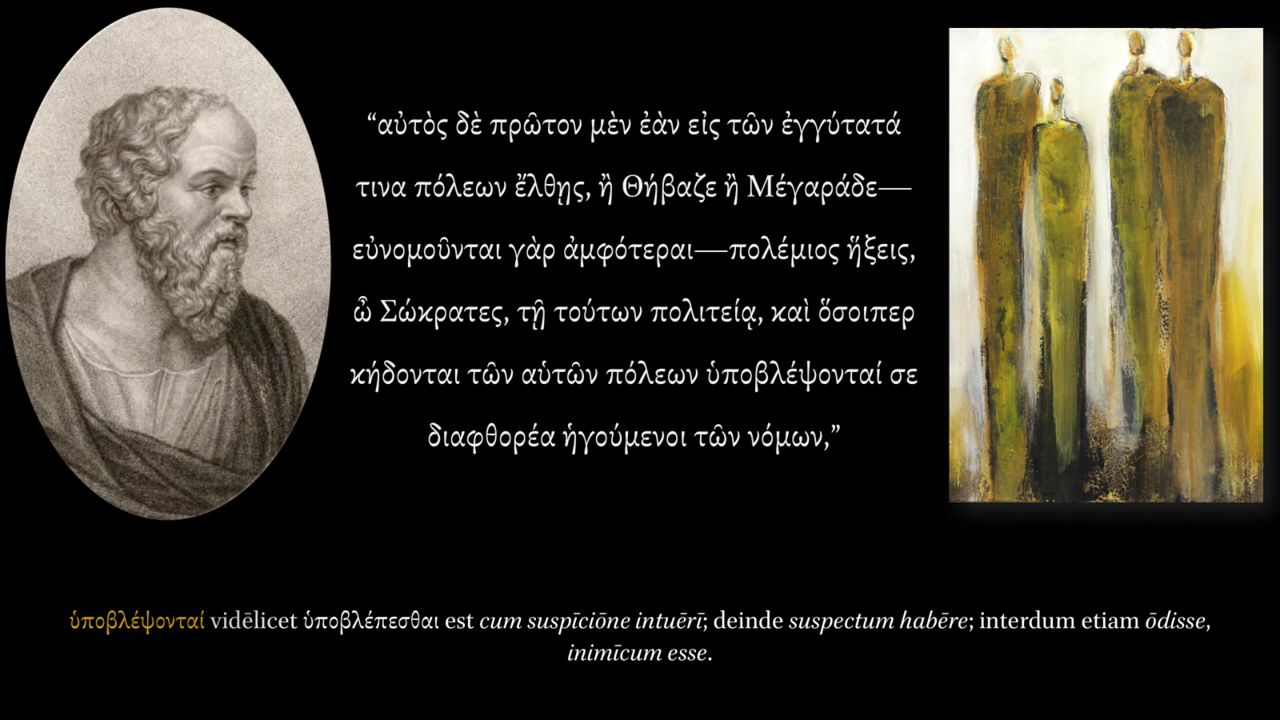 “αὐτὸς δὲ πρῶτον μὲν ἐὰν εἰς τῶν ἐγγύτατά
τινα πόλεων ἔλθῃς, ἢ Θήβαζε ἢ Μέγαράδε—
εὐνομοῦνται γὰρ ἀμφότεραι—πολέμιος ἥξεις,
ὦ Σώκρατες, τῇ τούτων πολιτείᾳ, καὶ ὅσοιπερ
κήδονται τῶν αὑτῶν πόλεων ὑποβλέψονταί σε
διαφθορέα ἡγούμενοι τῶν νόμων,”
ὑποβλέψονταί vidēlicet ὑποβλέπεσθαι est cum suspīciōne intuērī; deinde suspectum habēre; interdum etiam ōdisse,
inimīcum esse.